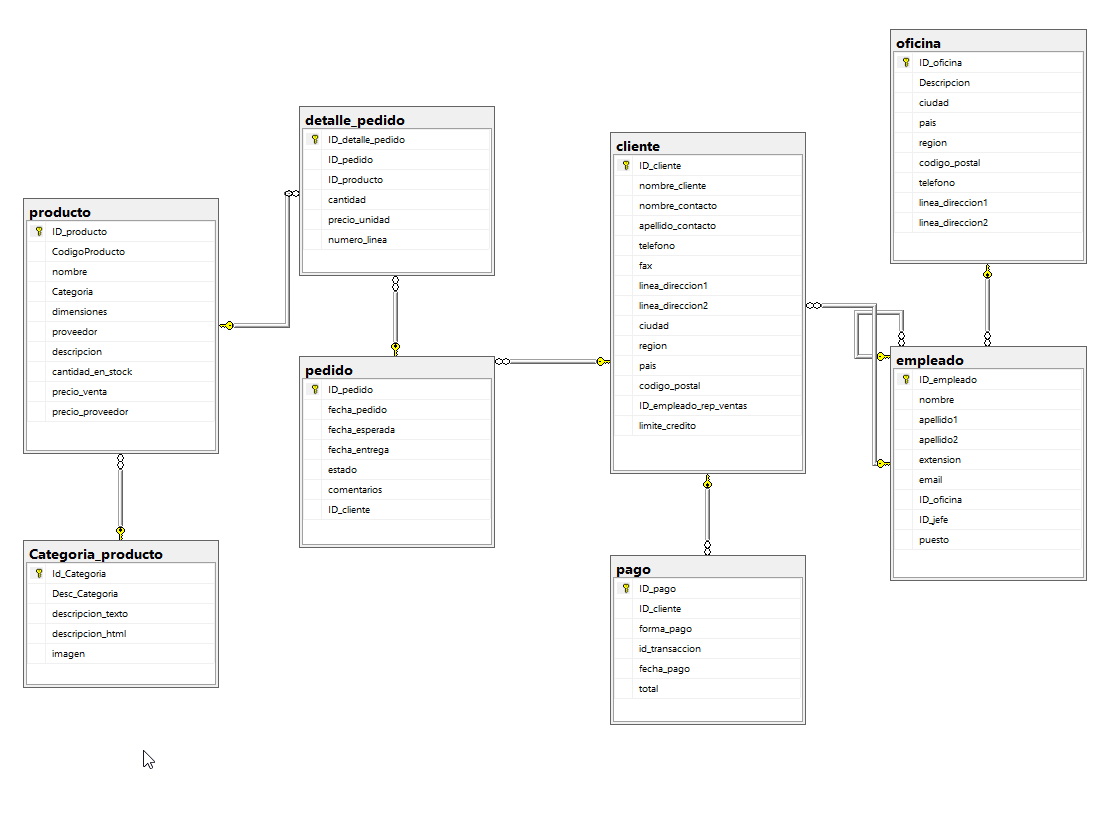 oficina
ID_oficina
Descripcion
ciudad
pais
region
codigo_postal
telefono
linea_direccion1
linea_direccion2
detalle_pedido
ID_detalle_pedido
ID_pedido
ID_producto
cantidad
precio_unidad
numero_linea
cliente
ID_cliente
nombre_cliente
nombre_contacto
apellido_contacto
telefono
fax
linea_direccion1
linea_direccion2
ciudad
region
pais
codigo_postal
ID_empleado_rep_ventas
limite_credito
producto
ID_producto
CodigoProducto
nombre
Categoria
dimensiones
proveedor
descripcion
cantidad_en_stock
precio_venta
precio_proveedor
pedido
ID_pedido
fecha_pedido
fecha_esperada
fecha_entrega
estado
comentarios
ID_cliente
empleado
ID_empleado
nombre
apellido1
apellido2
extension
email
ID_oficina
ID_jefe
puesto
Categoria_producto
Id_Categoria
Desc_Categoria
descripcion_texto
descripcion_html
imagen
pago
ID_pago
ID_cliente
forma_pago
id_transaccion
fecha_pago
total